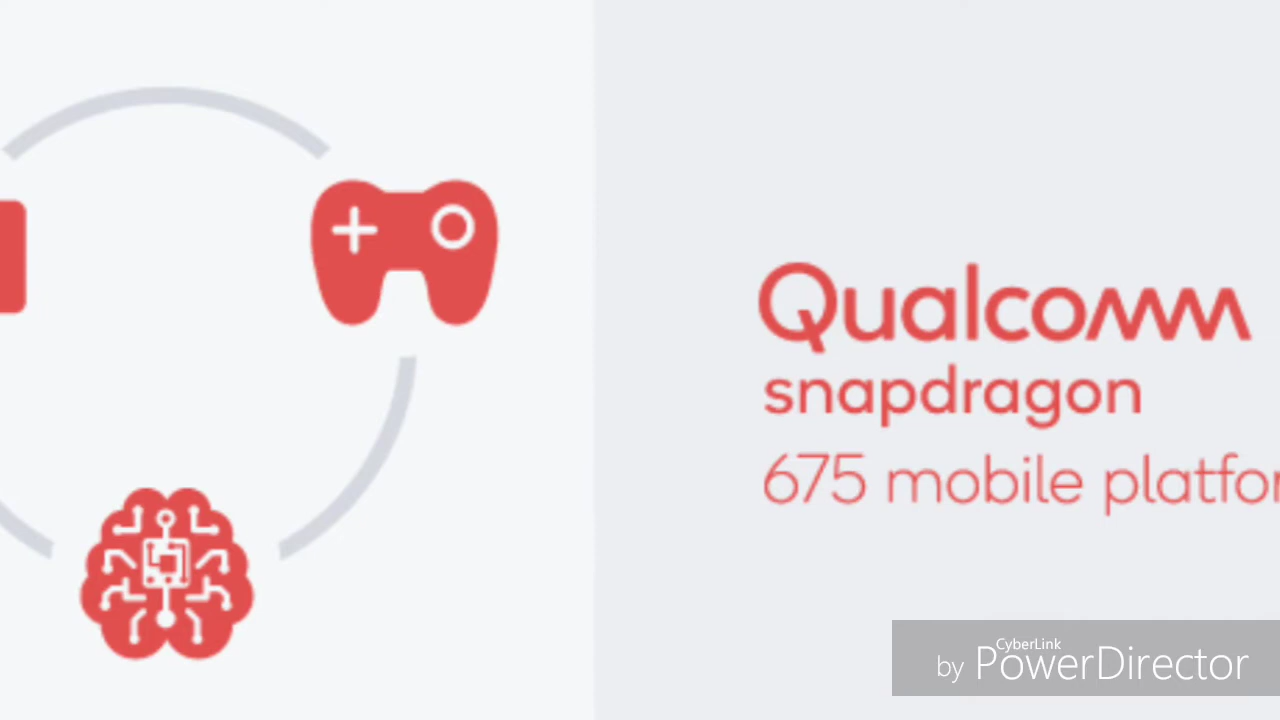 Qualcomm
snapdragon
675 mobile platfor
CyberLink
by PowerDirector